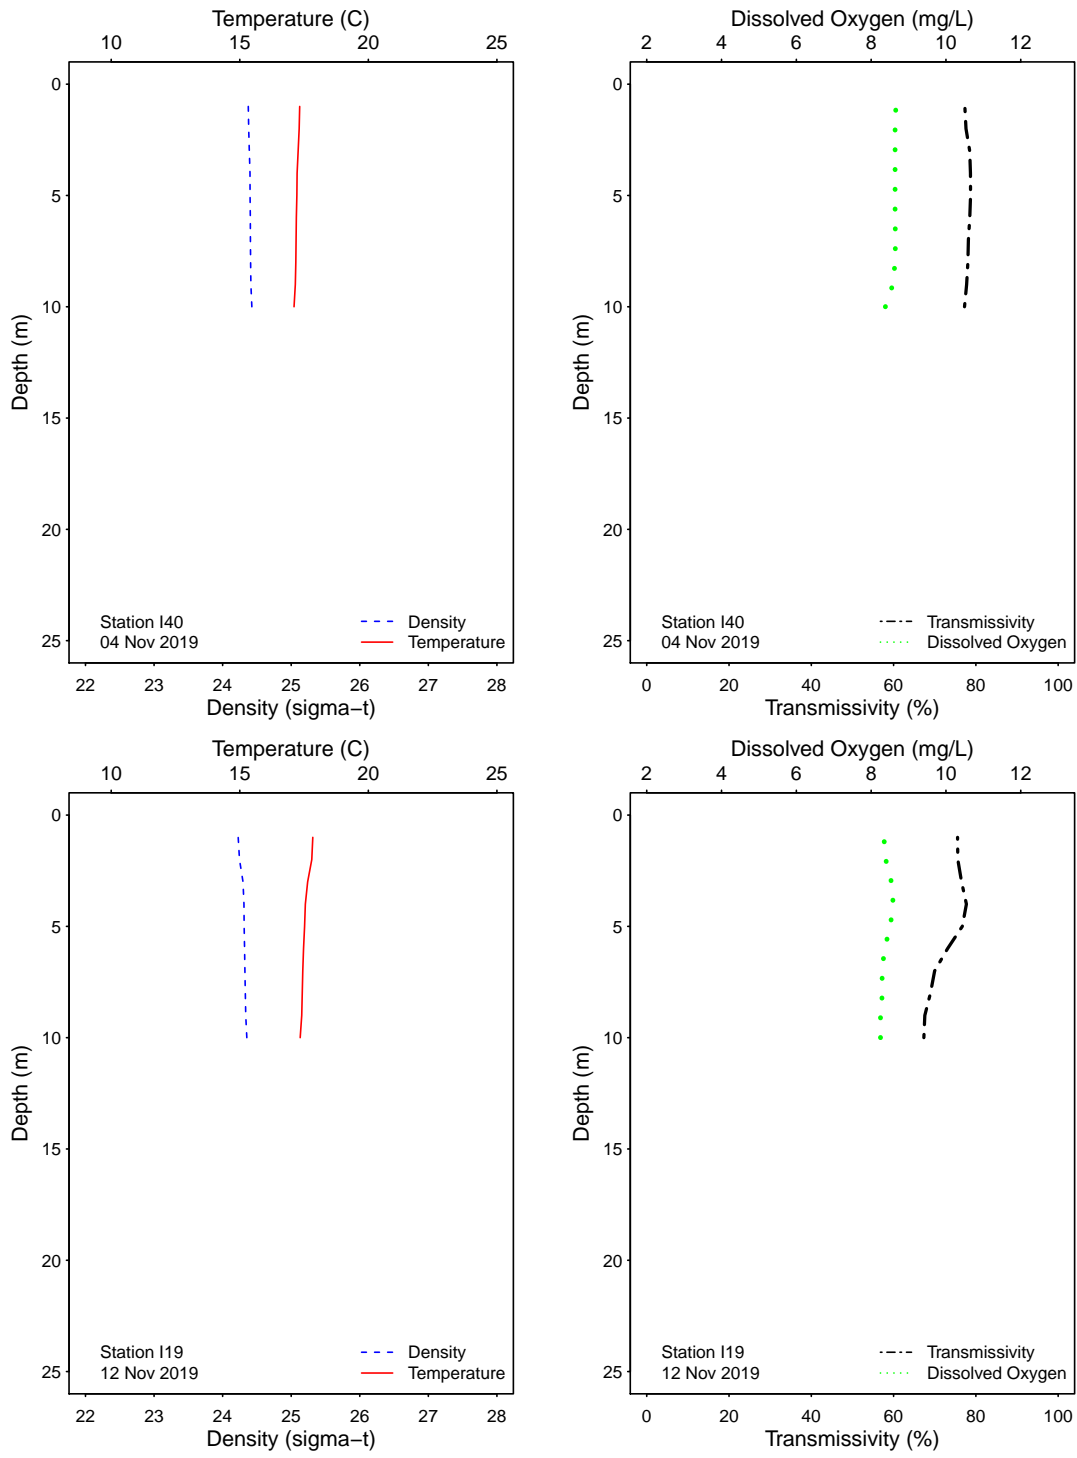 Temperature (C)
10 15 20 25
0
5
10
15
20
25
Depth (m)
Station I40
04 Nov 2019
Density
Temperature
22 23 24 25 26 27 28
Density (sigma−t)
Dissolved Oxygen (mg/L)
2 4 6 8 10 12
0
5
10
15
20
25
Depth (m)
Station I40
04 Nov 2019
Transmissivity
Dissolved Oxygen
0 20 40 60 80 100
Transmissivity (%)
Temperature (C)
10 15 20 25
0
5
10
15
20
25
Depth (m)
Station I19
12 Nov 2019
Density
Temperature
22 23 24 25 26 27 28
Density (sigma−t)
Dissolved Oxygen (mg/L)
2 4 6 8 10 12
0
5
10
15
20
25
Depth (m)
Station I19
12 Nov 2019
Transmissivity
Dissolved Oxygen
0 20 40 60 80 100
Transmissivity (%)